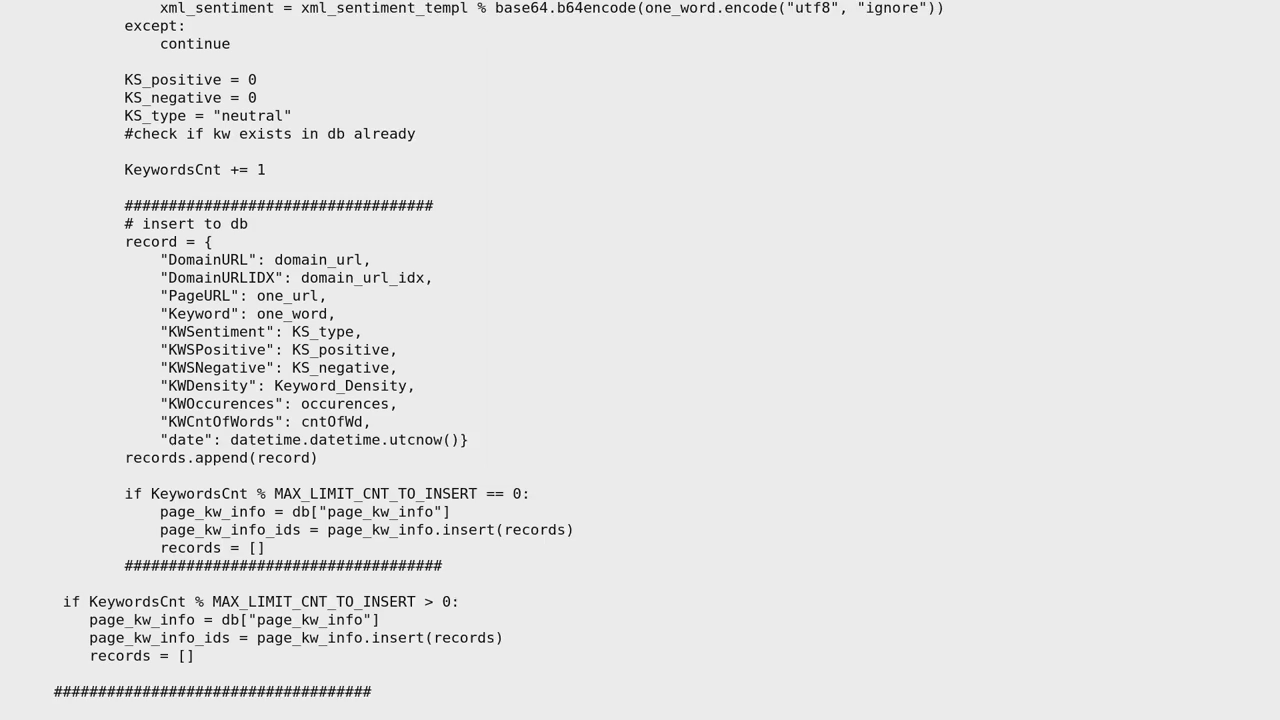 xml_sentiment = xml_sentiment_templ % base64.b64encode(one_word.encode("utf8", "ignore"))
except:
continue
KS_positive = 0
KS_negative = 0
KS_type = "neutral"
#check if kw exists in db already
KeywordsCnt += 1
###################################
# insert to db
record = {
"DomainURL": domain_url,
"DomainURLIDX": domain_url_idx,
"PageURL": one_url,
"Keyword": one_word,
"KWSentiment": KS_type,
"KWSPositive": KS_positive,
"KWSNegative": KS_negative,
"KWDensity": Keyword_Density,
"KWOccurences": occurences,
"KWCntOfWords": cntOfWd,
"date": datetime.datetime.utcnow()}
records.append(record)
if KeywordsCnt % MAX_LIMIT_CNT_TO_INSERT == 0:
page_kw_info = db["page_kw_info"]
page_kw_info_ids = page_kw_info.insert(records)
records = []
####################################
if KeywordsCnt % MAX_LIMIT_CNT_TO_INSERT > 0:
page_kw_info = db["page_kw_info"]
page_kw_info_ids = page_kw_info.insert(records)
records = []
####################################